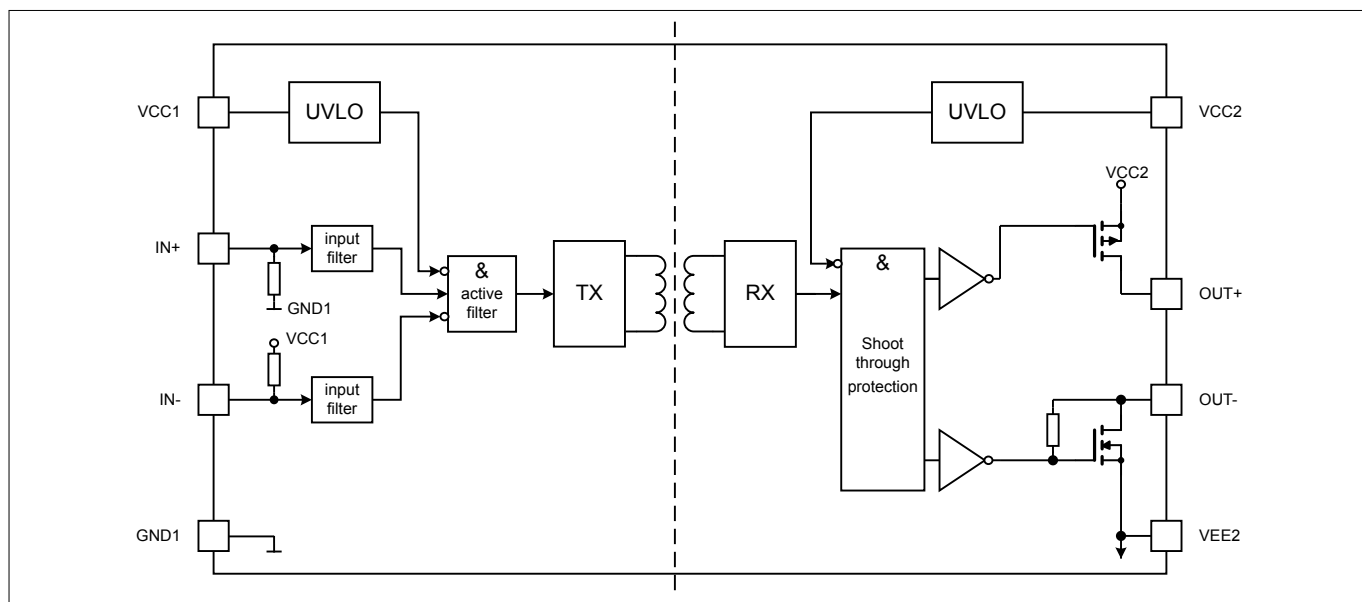 VCC1
UVLO
UVLO
VCC2
VCC2
IN+
input
filter
&
active
filter
TX
RX
&
Shoot
through
protection
GND1
OUT+
VCC1
IN-
input
filter
OUT-
GND1
VEE2